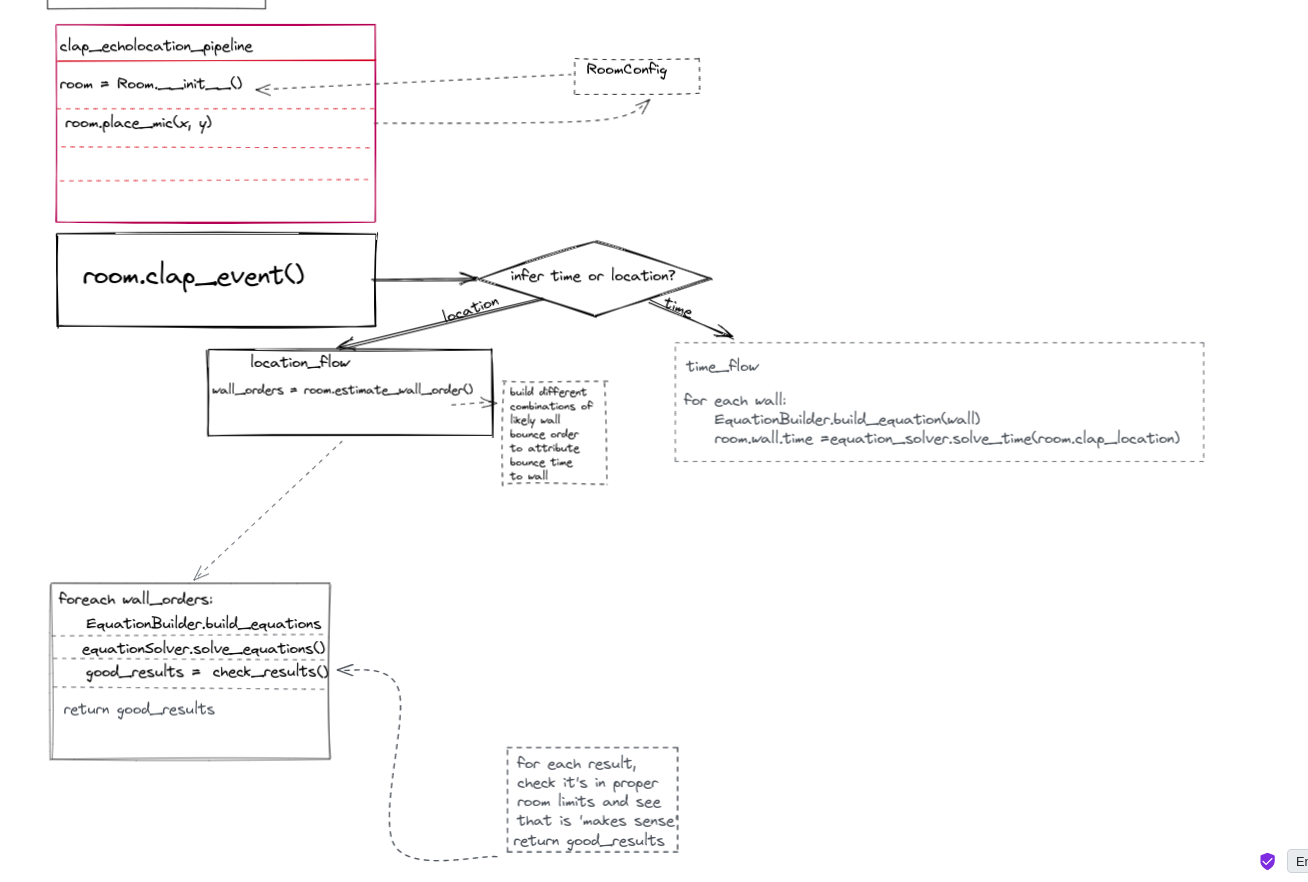 clap_echolocation_pipeline
room = Room.__init__()
room.place_mic(x, y)
RoomConfig
room.clap_event()
infer time or location?
location
time
location_flow
wall_orders = room.estimate_wall_order()
build different
combinations of
likely wall
bounce order
to attribute
bounce time
to wall
time_flow
for each wall:
EquationBuilder.build_equation(wall)
room.wall.time =equation_solver.solve_time(room.clap_location)
foreach wall_orders:
EquationBuilder.build_equations
equationSolver.solve_equations()
good_results = check_results()
return good_results
for each result,
check it's in proper
room limits and see
that is 'makes sense'
return good_results